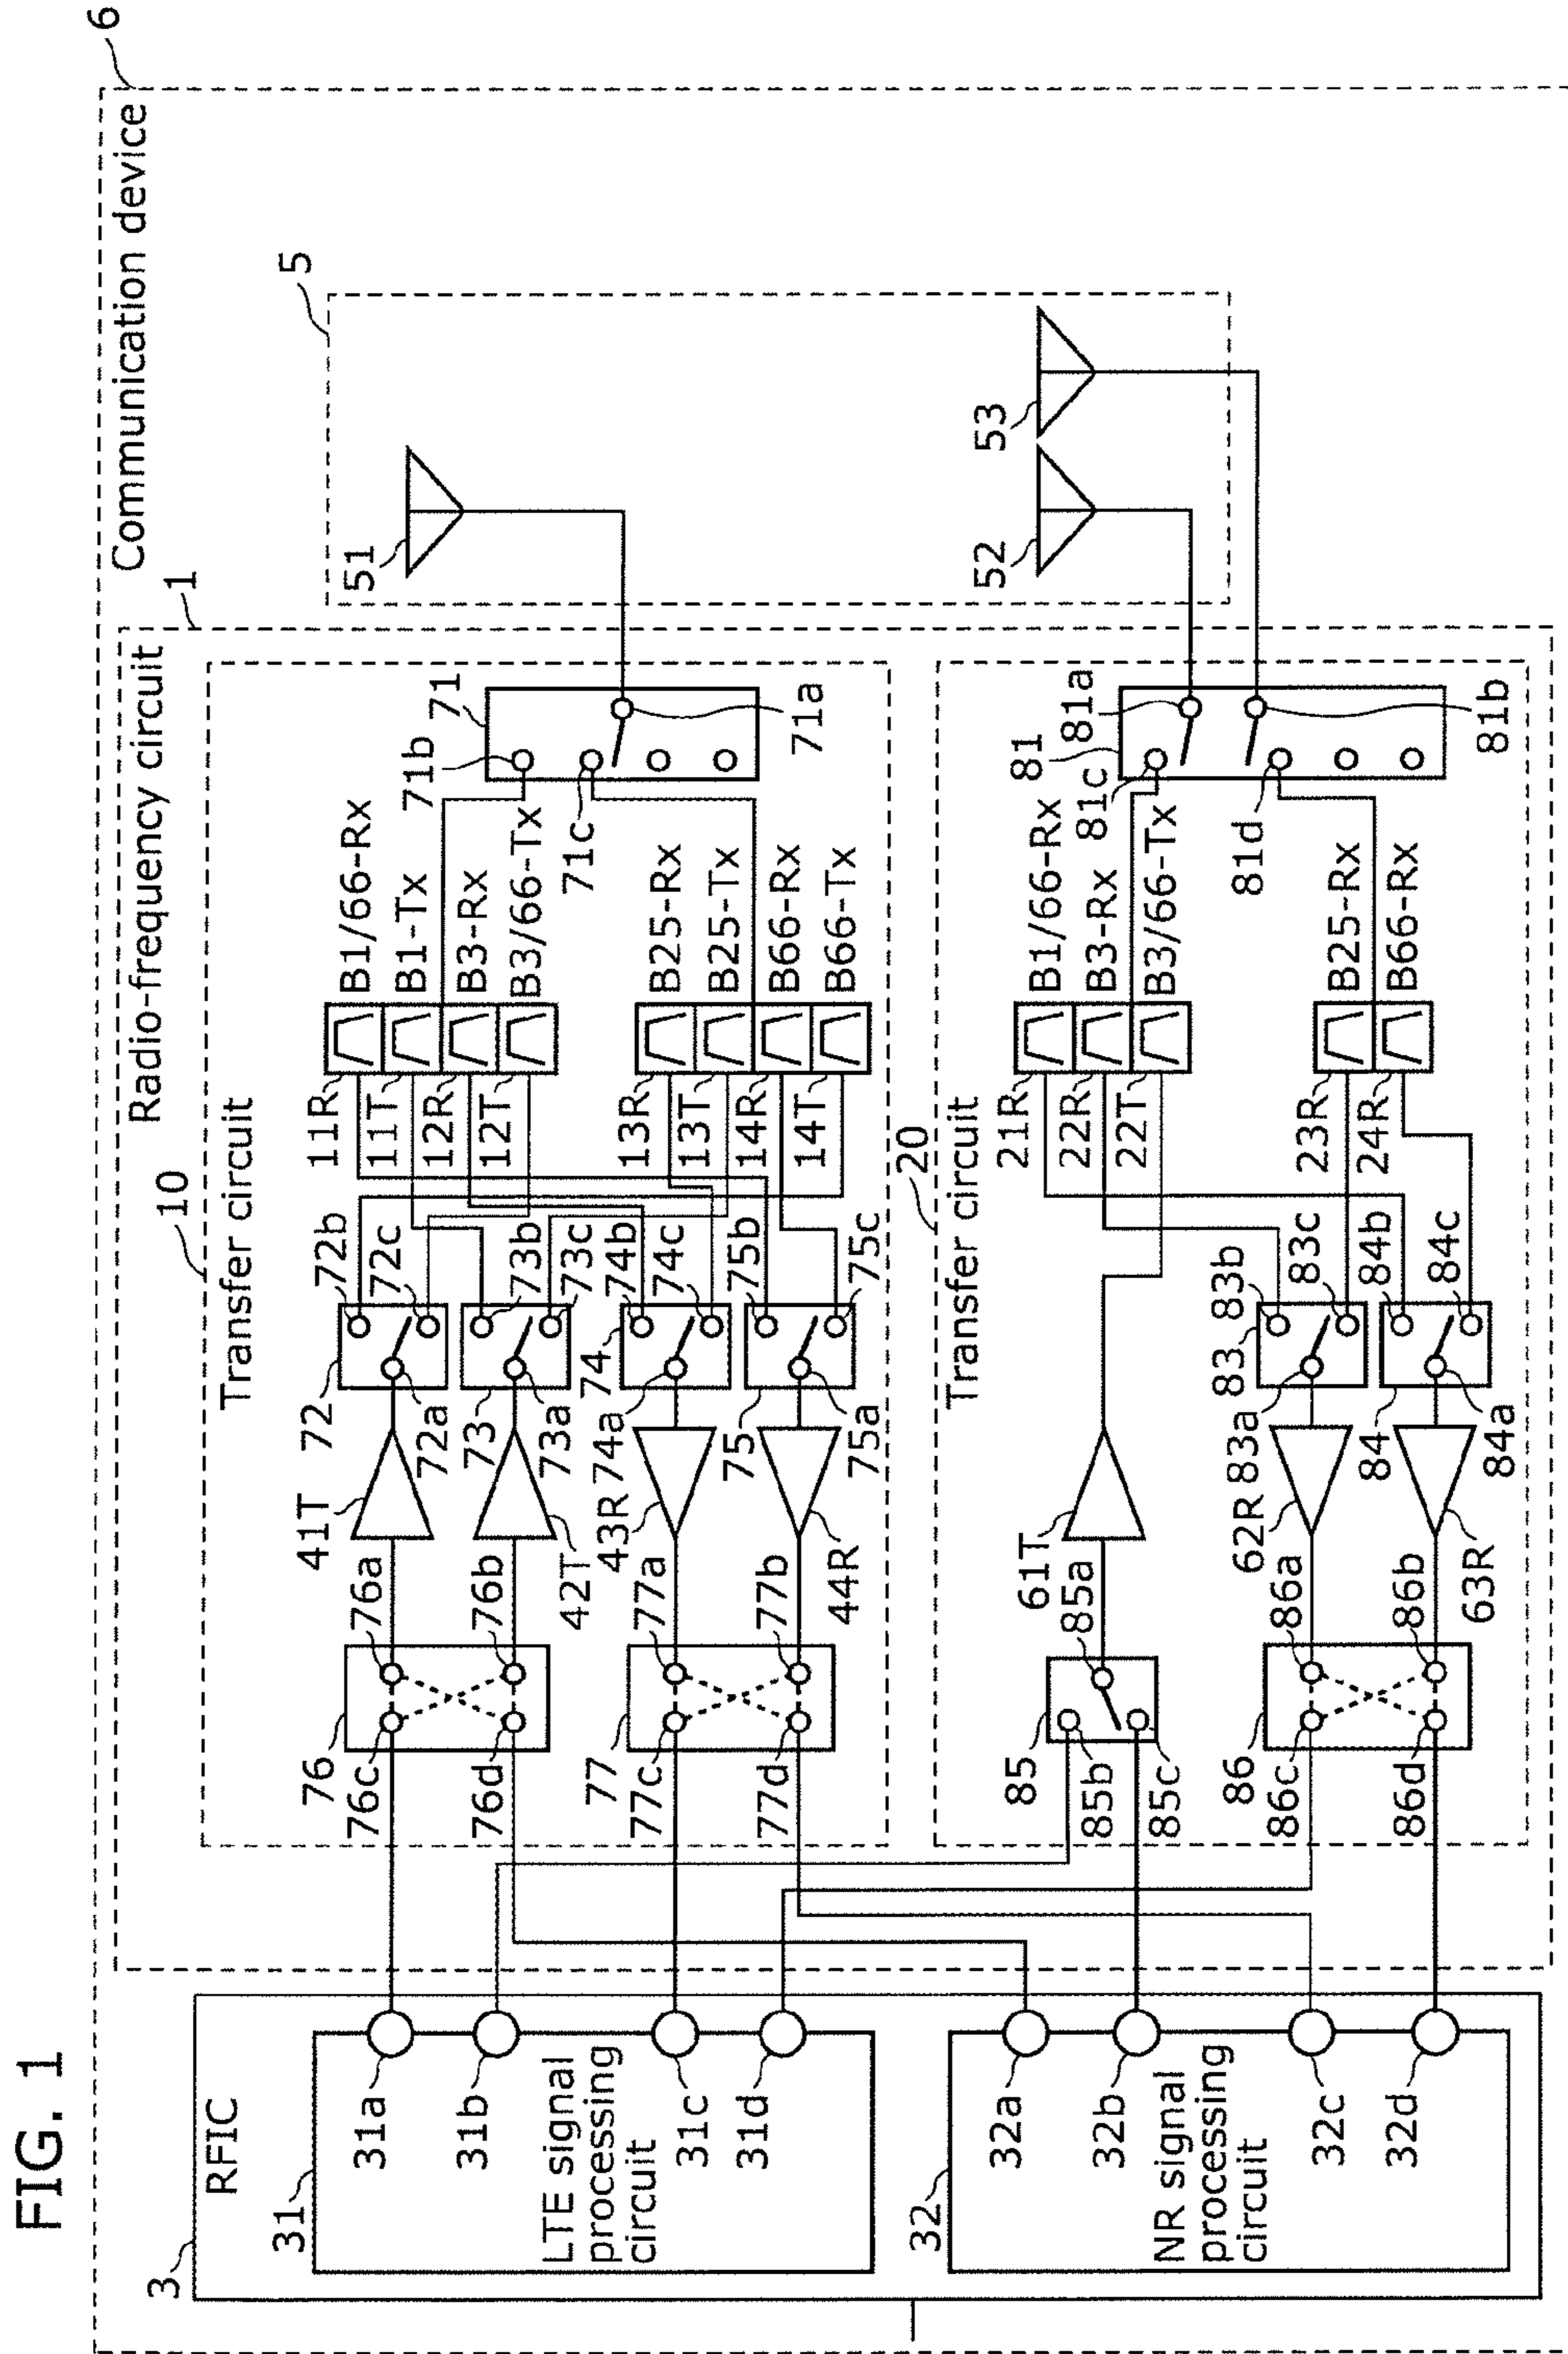 FIG. 1
6
Communication device
5
1
Radio-frequency circuit
10
Transfer circuit
3
RFIC
31
31a
31b
LTE signal
processing
circuit
31c
31d
76
76c
76a
76d
76b
77
77c
77a
77d
77b
41T
42T
43R
44R
72
72a
72b
72c
73
73a
73b
73c
74
74a
74b
74c
75
75a
75b
75c
11R
11T
12R
12T
13R
13T
14R
14T
B1/66-Rx
B1-Tx
B3-Rx
B3/66-Tx
B25-Rx
B25-Tx
B66-Rx
B66-Tx
71
71b
71c
71a
51
20
Transfer circuit
32
32a
32b
NR signal
processing
circuit
32c
32d
85
85b
85a
85c
86
86c
86a
86d
86b
61T
62R
63R
83
83a
83b
83c
84
84a
84b
84c
21R
22R
22T
23R
24R
B1/66-Rx
B3-Rx
B3/66-Tx
B25-Rx
B66-Rx
81
81a
81c
81d
81b
52
53